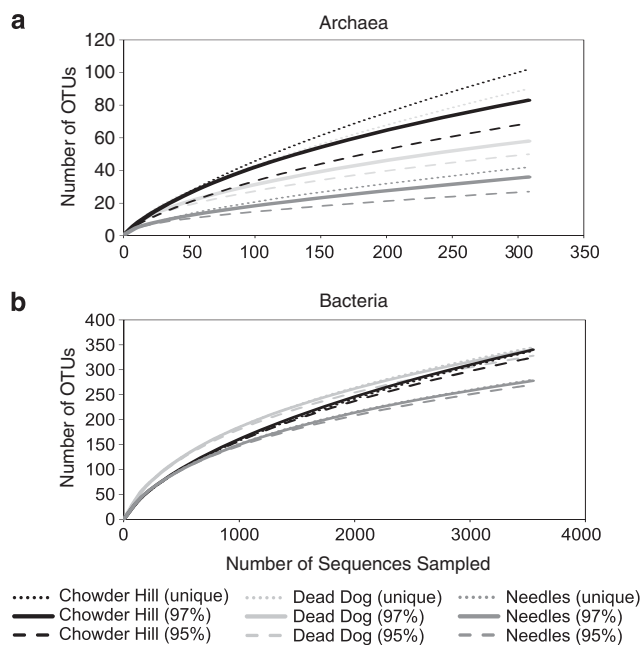 a
Archaea
Number of OTUs
120
100
80
60
40
20
0
0 50 100 150 200 250 300 350
b
Bacteria
Number of OTUs
400
350
300
250
200
150
100
50
0
0 1000 2000 3000 4000
Number of Sequences Sampled
Chowder Hill (unique) Dead Dog (unique) Needles (unique)
Chowder Hill (97%) Dead Dog (97%) Needles (97%)
Chowder Hill (95%) Dead Dog (95%) Needles (95%)